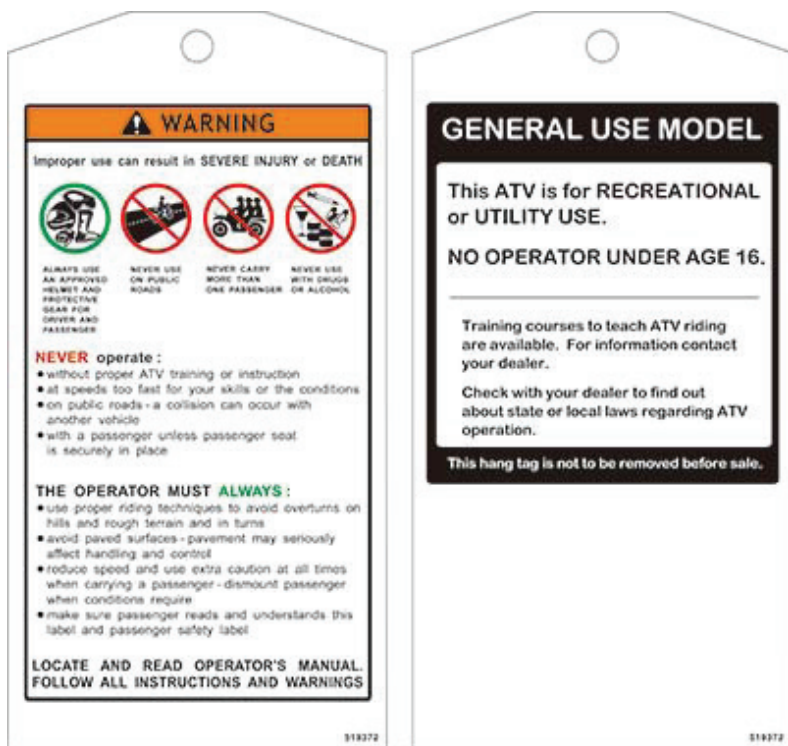 WARNING
Improper use can result in SEVERE INJURY or DEATH
ALWAYS USE
AN APPROVED
HELMET AND
PROTECTIVE
GEAR FOR
DRIVER AND
PASSENGER
NEVER USE
ON PUBLIC
ROADS
NEVER CARRY
MORE THAN
ONE PASSENGER
NEVER USE
WITH DRUGS
OR ALCOHOL
NEVER operate :
• without proper ATV training or instruction
• at speeds too fast for your skills or the conditions
• on public roads - a collision can occur with
another vehicle
• with a passenger unless passenger seat
is securely in place
THE OPERATOR MUST ALWAYS :
• use proper riding techniques to avoid overturns on
hills and rough terrain and in turns
• avoid paved surfaces - pavement may seriously
affect handling and control
• reduce speed and use extra caution at all times
when carrying a passenger - dismount passenger
when conditions require
• make sure passenger reads and understands this
label and passenger safety label
LOCATE AND READ OPERATOR'S MANUAL.
FOLLOW ALL INSTRUCTIONS AND WARNINGS
519372
GENERAL USE MODEL
This ATV is for RECREATIONAL
or UTILITY USE.
NO OPERATOR UNDER AGE 16.
Training courses to teach ATV riding
are available. For information contact
your dealer.
Check with your dealer to find out
about state or local laws regarding ATV
operation.
This hang tag is not to be removed before sale.
519372